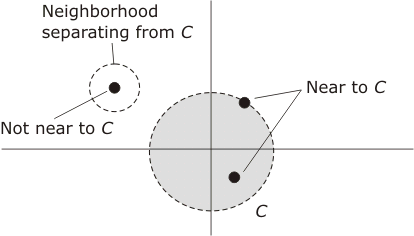 Neighborhood
separating from C
Near to C
Not near to C
C